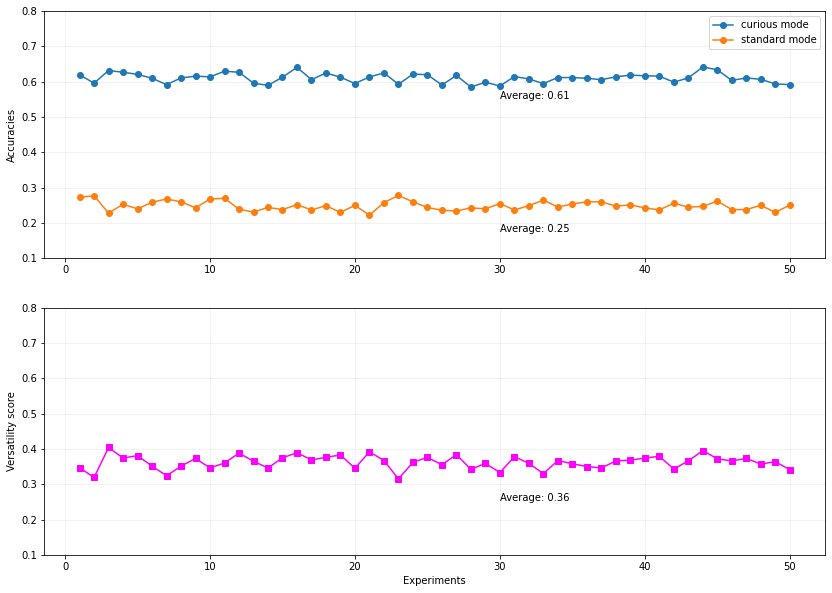 0.8
0.7
0.6
0.5
0.4
0.3
0.2
0.1
Accuracies
curious mode
standard mode
Average: 0.61
Average: 0.25
0 10 20 30 40 50
0.8
0.7
0.6
0.5
0.4
0.3
0.2
0.1
Versatility score
Average: 0.36
0 10 20 30 40 50
Experiments